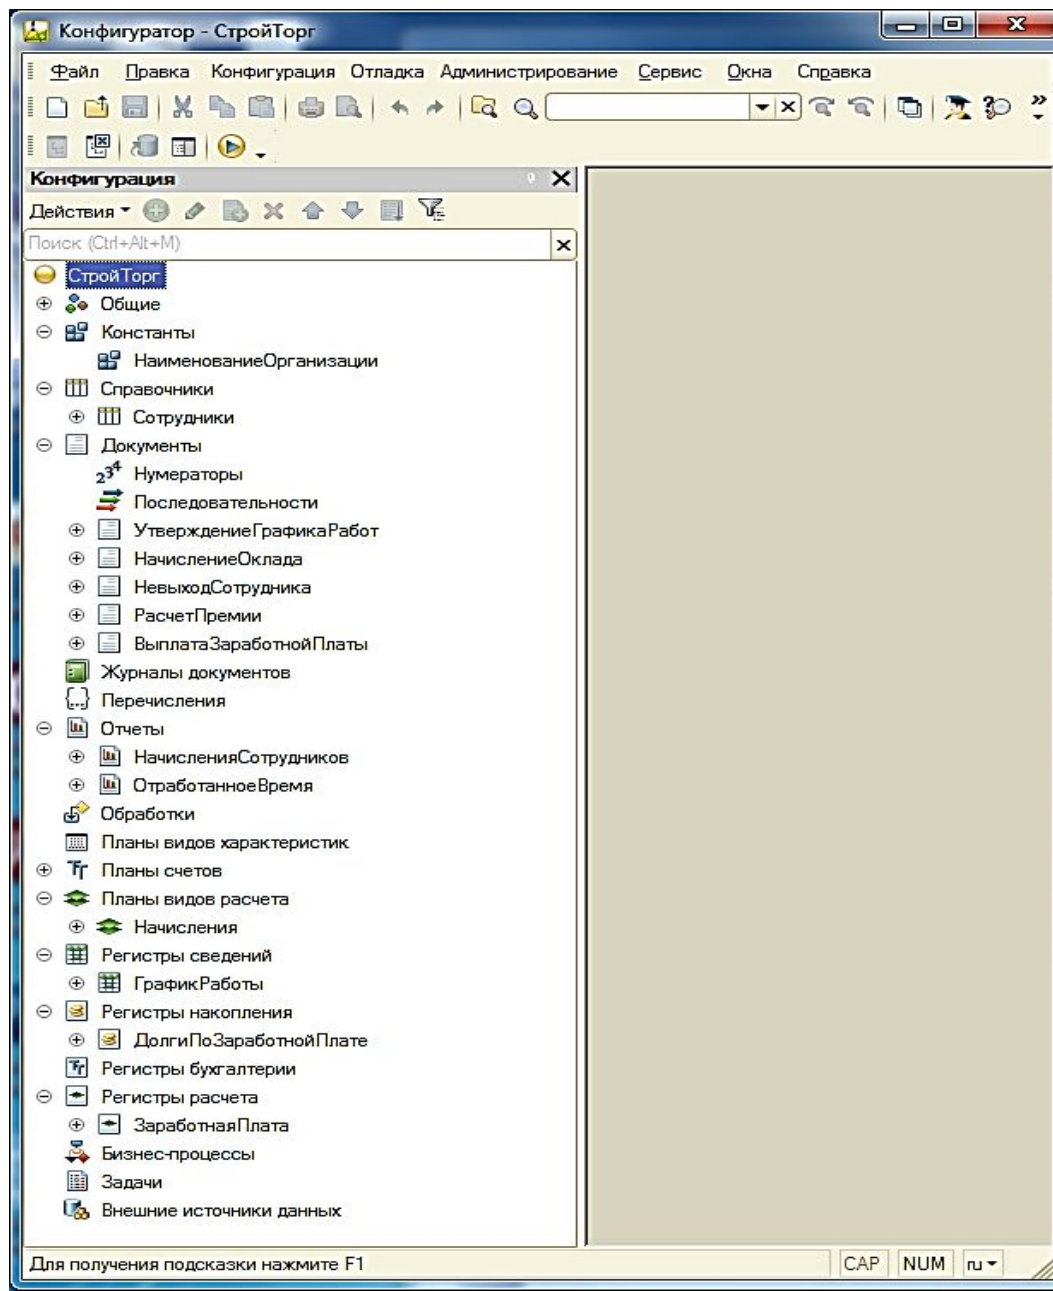 Конфигуратор - СтройТорг
Файл Правка Конфигурация Отладка Администрирование Сервис Окна Справка
Конфигурация
Действия
Поиск (Ctrl+Alt+M)
СтройТорг
Общие
Константы
НаименованиеОрганизации
Справочники
Сотрудники
Документы
Нумераторы
Последовательности
УтверждениеГрафикаРабот
НачислениеОклада
НевыходСотрудника
РасчетПремии
ВыплатаЗаработнойПлаты
Журналы документов
Перечисления
Отчеты
НачисленияСотрудников
ОтработанноеВремя
Обработки
Планы видов характеристик
Планы счетов
Планы видов расчета
Начисления
Регистры сведений
ГрафикРаботы
Регистры накопления
ДолгиПоЗаработнойПлате
Регистры бухгалтерии
Регистры расчета
ЗаработнаяПлата
Бизнес-процессы
Задачи
Внешние источники данных
Для получения подсказки нажмите F1 CAP NUM ru